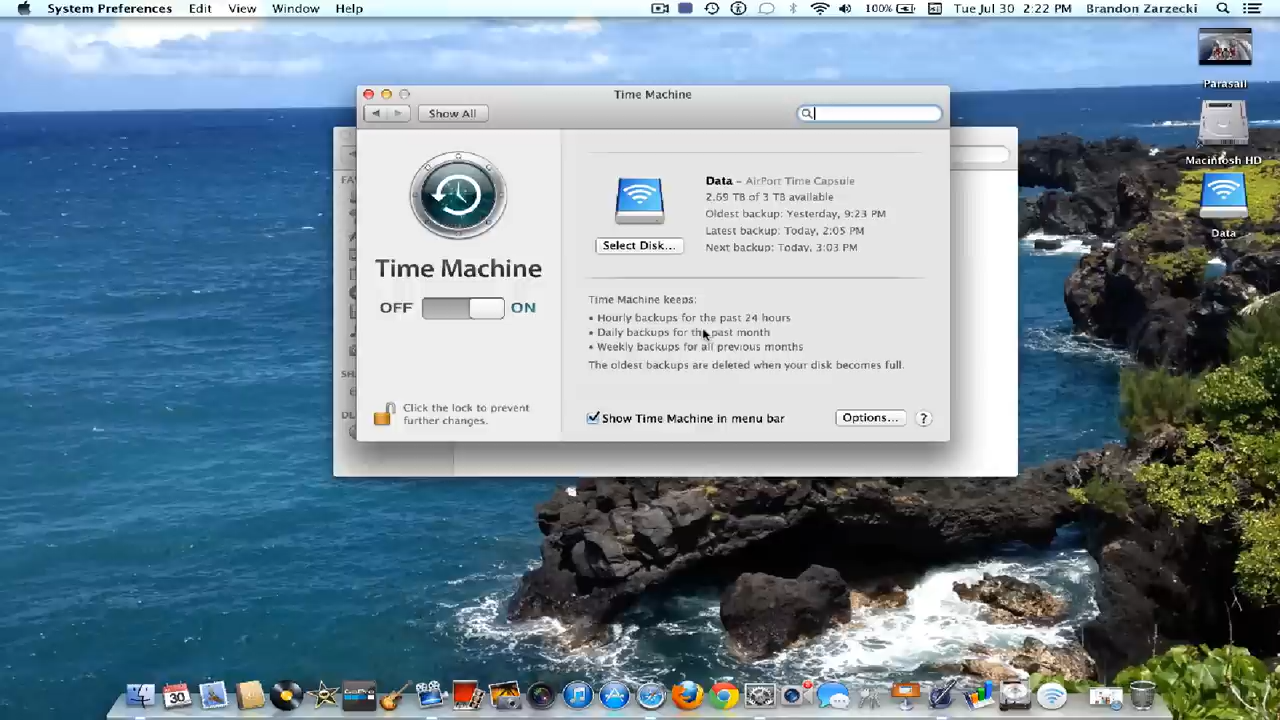 System Preferences Edit View Window Help 100% Tue Jul 30 2:22 PM Brandon Zarzecki
Time Machine
Show All
Parasail
Macintosh HD
Data
FA
SH
Data – AirPort Time Capsule
2.69 TB of 3 TB available
Oldest backup: Yesterday, 9:23 PM
Latest backup: Today, 2:05 PM
Next backup: Today, 3:03 PM
Select Disk...
Time Machine
OFF ON
Time Machine keeps:
• Hourly backups for the past 24 hours
• Daily backups for the past month
• Weekly backups for all previous months
The oldest backups are deleted when your disk becomes full.
Click the lock to prevent
further changes.
Show Time Machine in menu bar
Options...
?
30